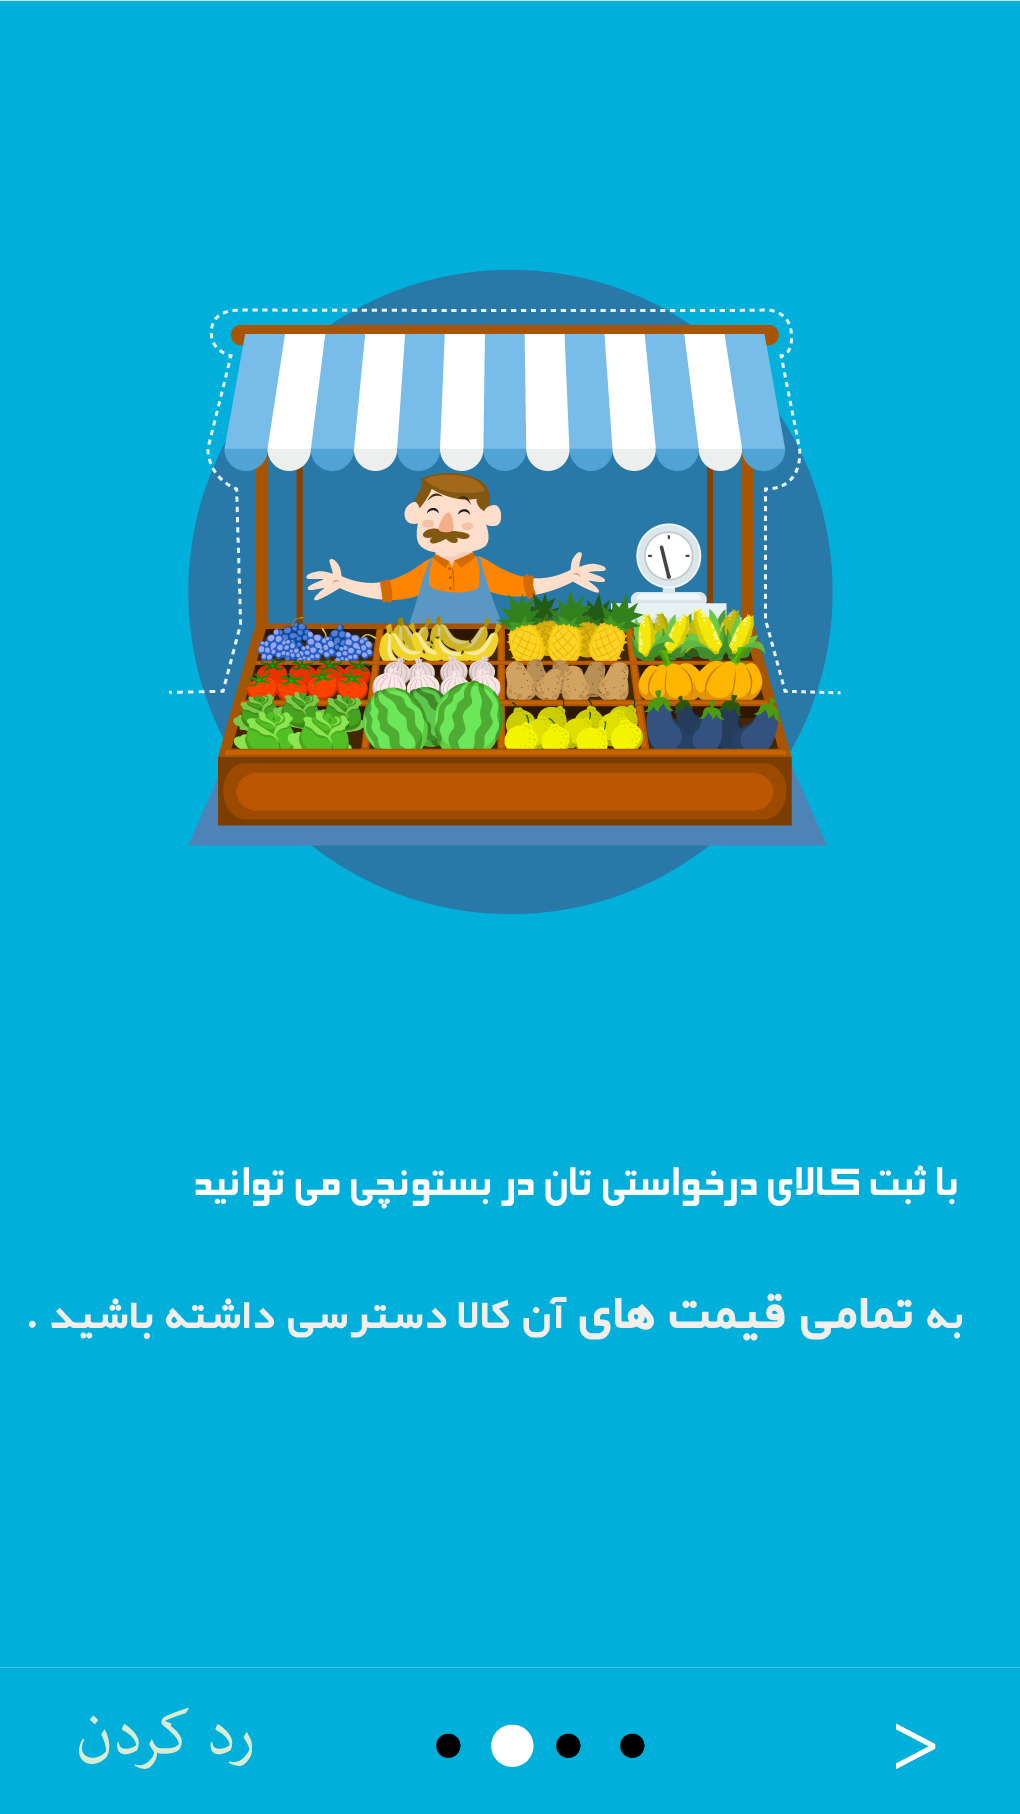 با ثبت کالای درخواستی تان در بستونچی می توانید
به تمامی قیمت های آن کالا دسترسی داشته باشید .
رد کردن
>